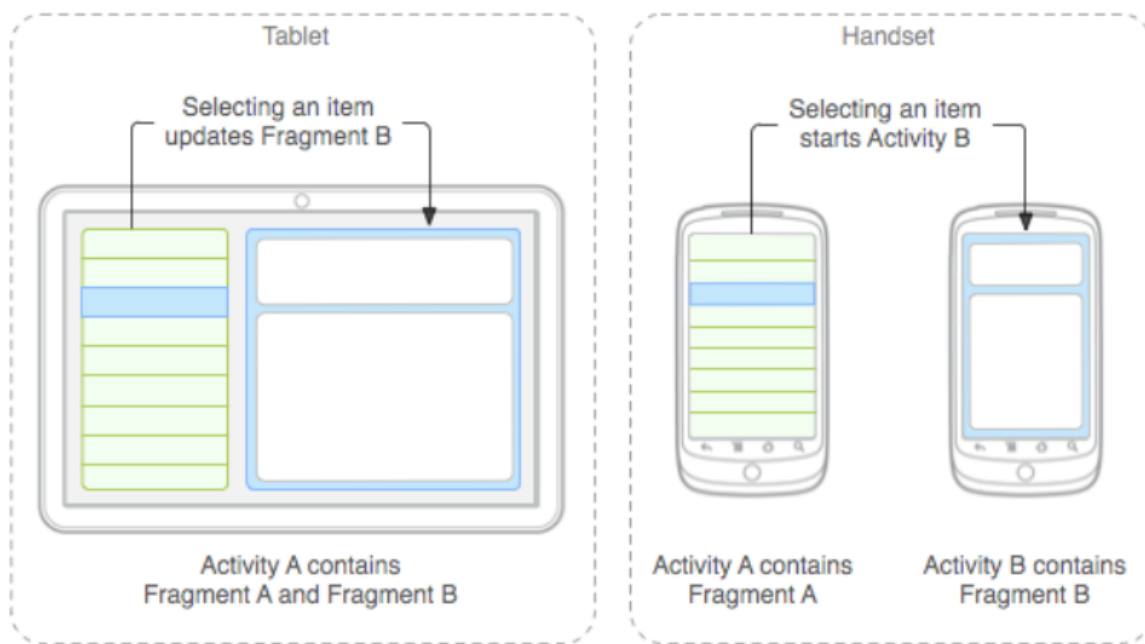 Tablet
Selecting an item
updates Fragment B
Activity A contains
Fragment A and Fragment B
Handset
Selecting an item
starts Activity B
Activity A contains
Fragment A
Activity B contains
Fragment B